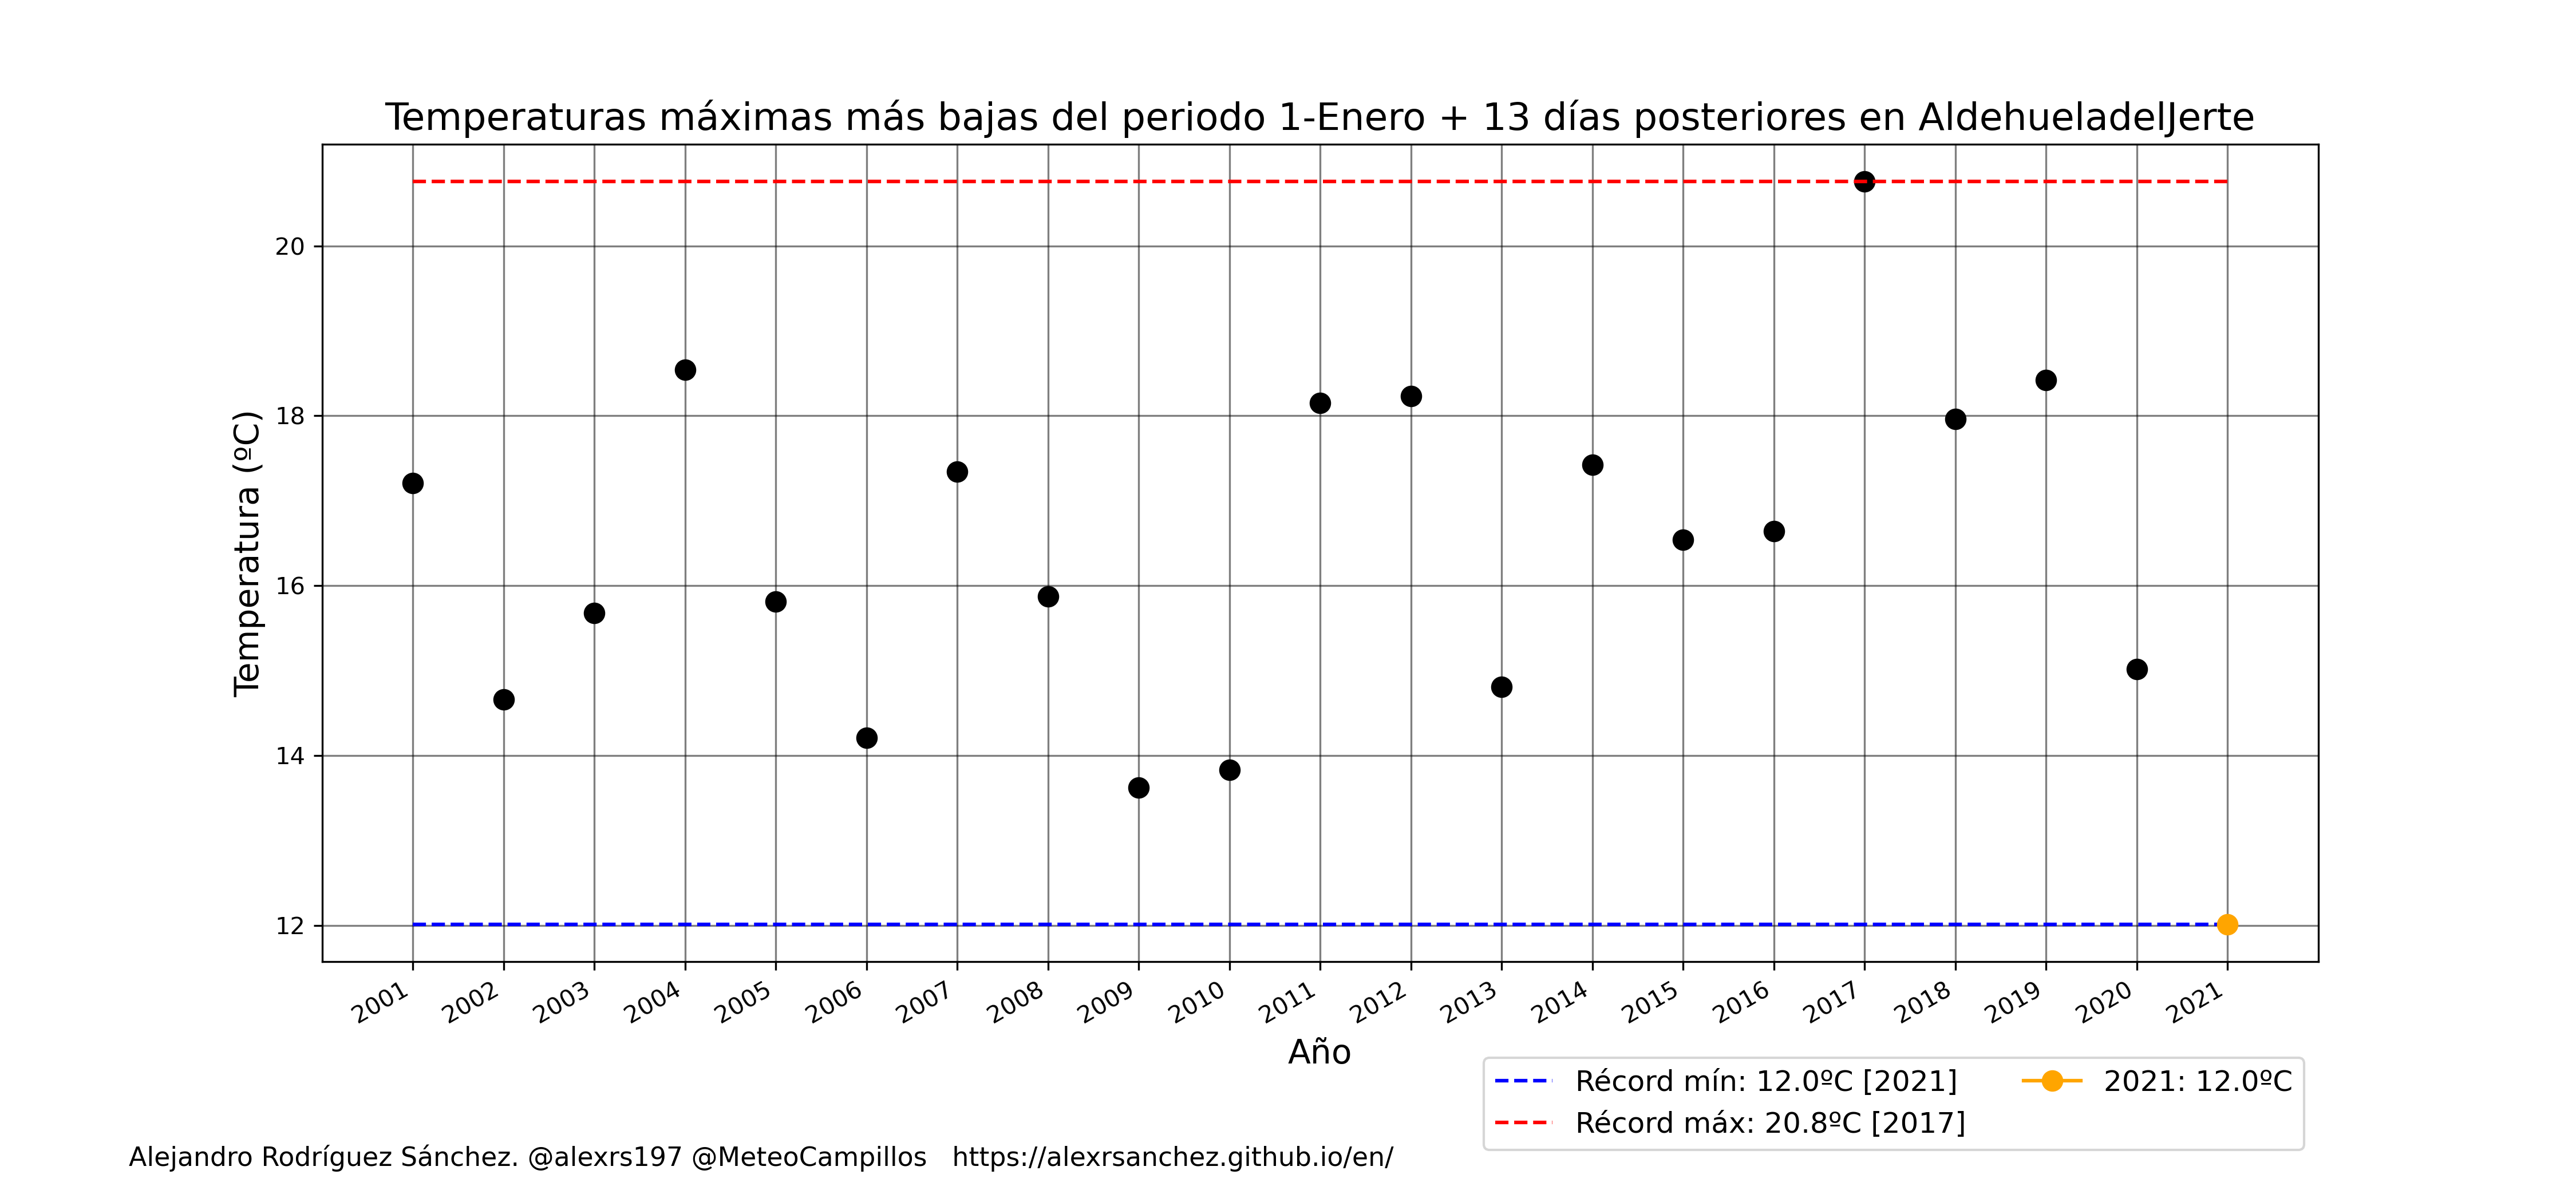 Temperaturas máximas más bajas del periodo 1-Enero + 13 días posteriores en AldehueladelJerte
Temperatura (ºC)
20
18
16
14
12
2001 2002 2003 2004 2005 2006 2007 2008 2009 2010 2011 2012 2013 2014 2015 2016 2017 2018 2019 2020 2021
Año
Récord mín: 12.0ºC [2021]
Récord máx: 20.8ºC [2017]
2021: 12.0ºC
Alejandro Rodríguez Sánchez. @alexrs197 @MeteoCampillos https://alexrsanchez.github.io/en/